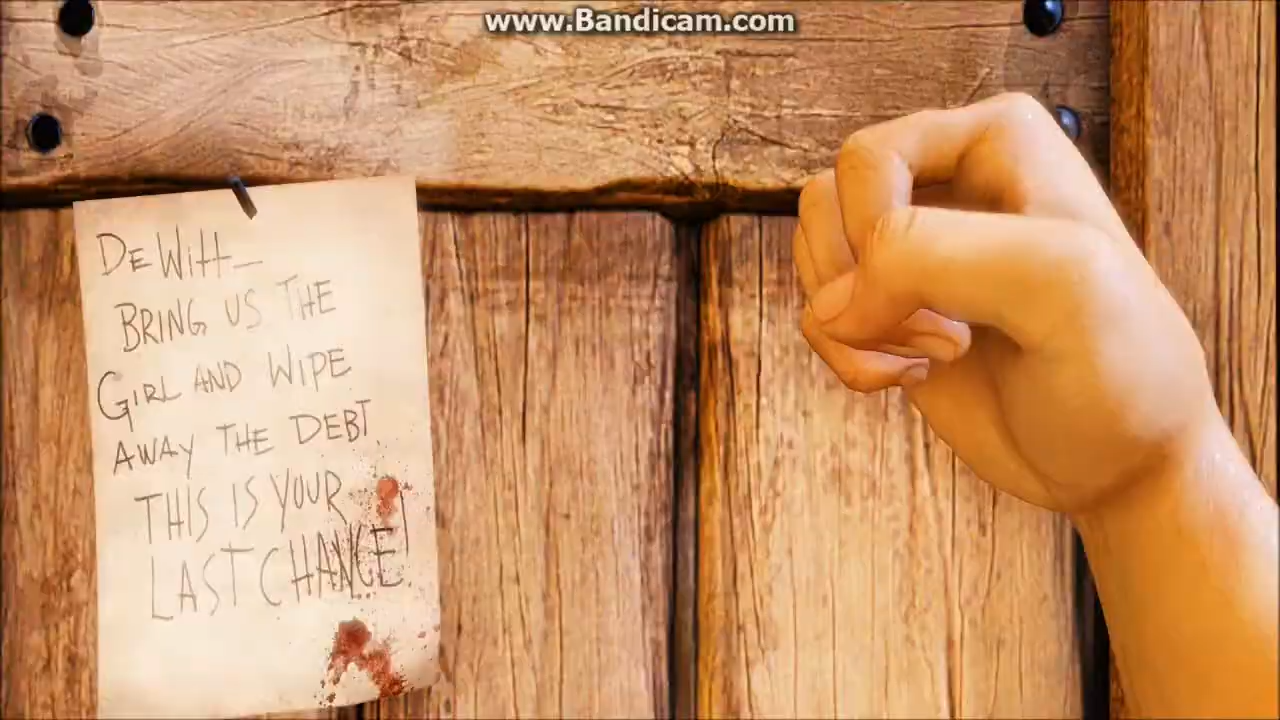 www.Bandicam.com
DeWitt—
BRING US THE
GIRL AND WIPE
AWAY THE DEBT.
THIS IS YOUR
LAST CHANCE!